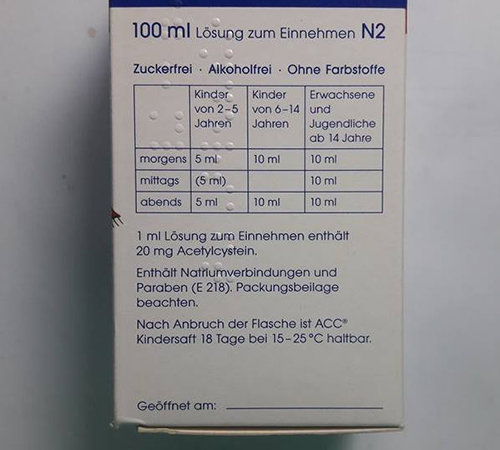 100 ml Lösung zum Einnehmen N2
Zuckerfrei · Alkoholfrei · Ohne Farbstoffe
Kinder von 2–5 Jahren Kinder von 6–14 Jahren Erwachsene und Jugendliche ab 14 Jahre
morgens 5 ml 10 ml 10 ml
mittags (5 ml) 10 ml
abends 5 ml 10 ml 10 ml
1 ml Lösung zum Einnehmen enthält
20 mg Acetylcystein.
Enthält Natriumverbindungen und
Paraben (E 218). Packungsbeilage
beachten.
Nach Anbruch der Flasche ist ACC®
Kindersaft 18 Tage bei 15–25 °C haltbar.
Geöffnet am: